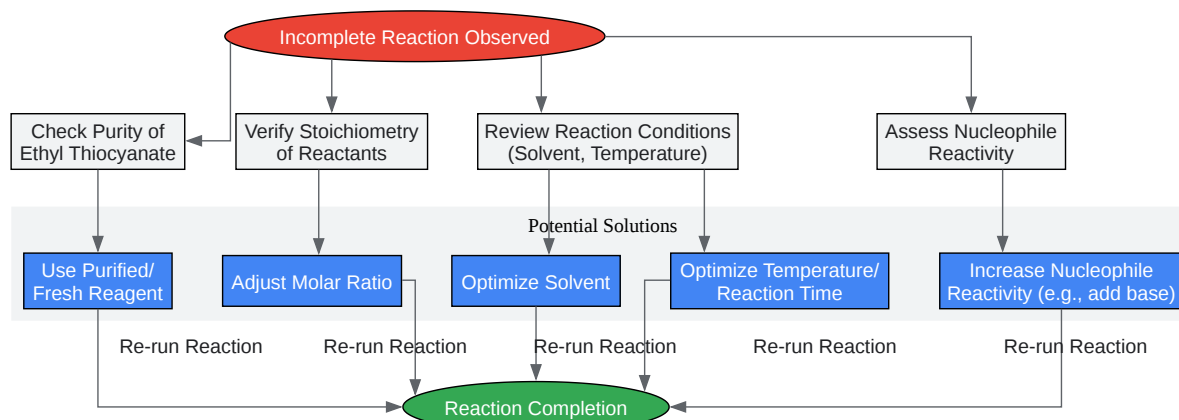 Incomplete Reaction Observed
Check Purity of
Ethyl Thiocyanate
Verify Stoichiometry
of Reactants
Review Reaction Conditions
(Solvent, Temperature)
Assess Nucleophile
Reactivity
Potential Solutions
Use Purified/
Fresh Reagent
Adjust Molar Ratio
Optimize Solvent
Optimize Temperature/
Reaction Time
Increase Nucleophile
Reactivity (e.g., add base)
Re-run Reaction
Re-run Reaction
Re-run Reaction
Re-run Reaction
Re-run Reaction
Reaction Completion